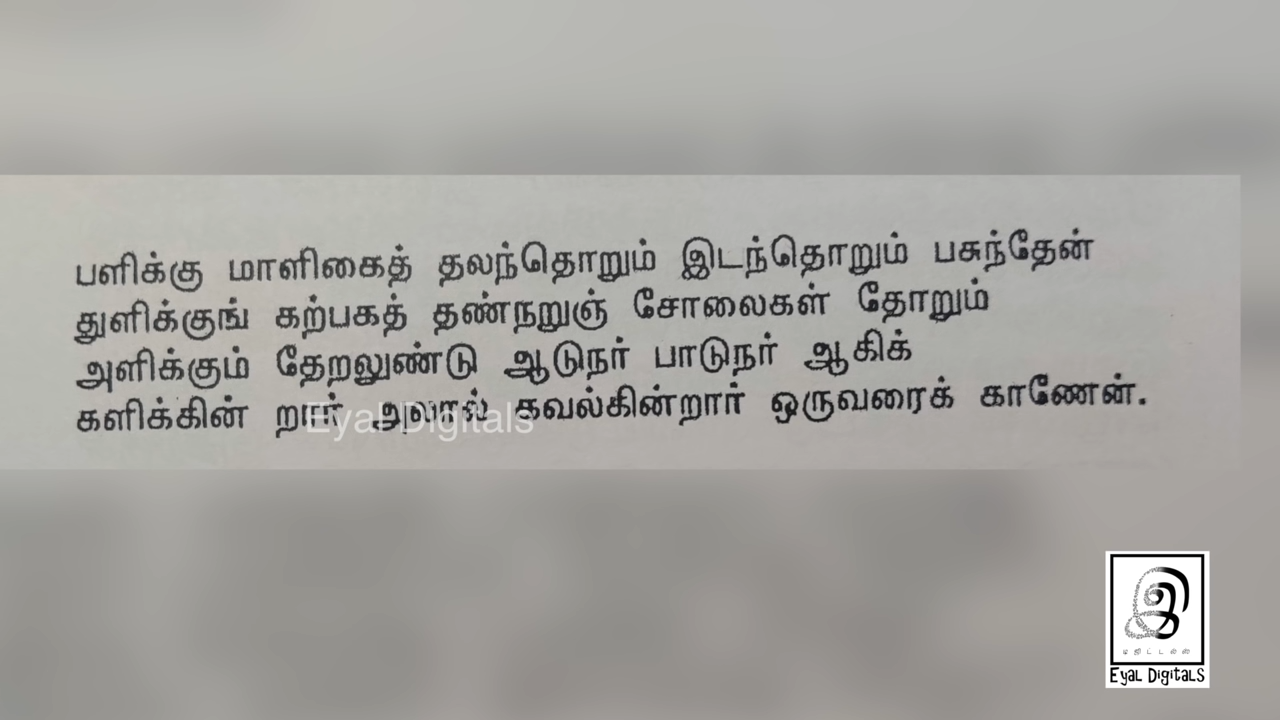 பளிக்கு மாளிகைத் தலந்தொறும் இடந்தொறும் பசுந்தேன்
துளிக்குங் கற்பகத் தண்நறுஞ் சோலைகள் தோறும்
அளிக்கும் தேறலுண்டு ஆடுநர் பாடுநர் ஆகிக்
களிக்கின் றார் அலால் கவல்கின்றார் ஒருவரைக் காணேன்.
Eyal Digitals
இ
டிஜிட்டல்ஸ்
Eyal Digitals